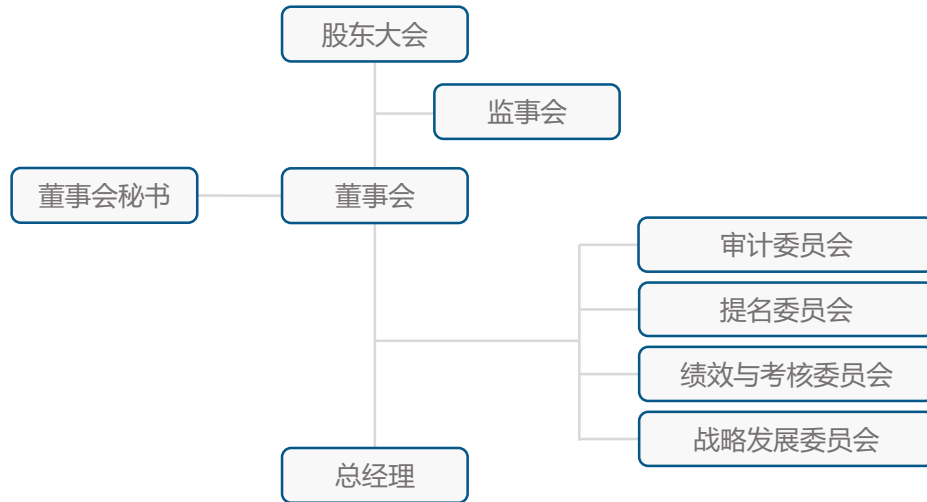 股东大会
监事会
董事会秘书
董事会
审计委员会
提名委员会
绩效与考核委员会
战略发展委员会
总经理